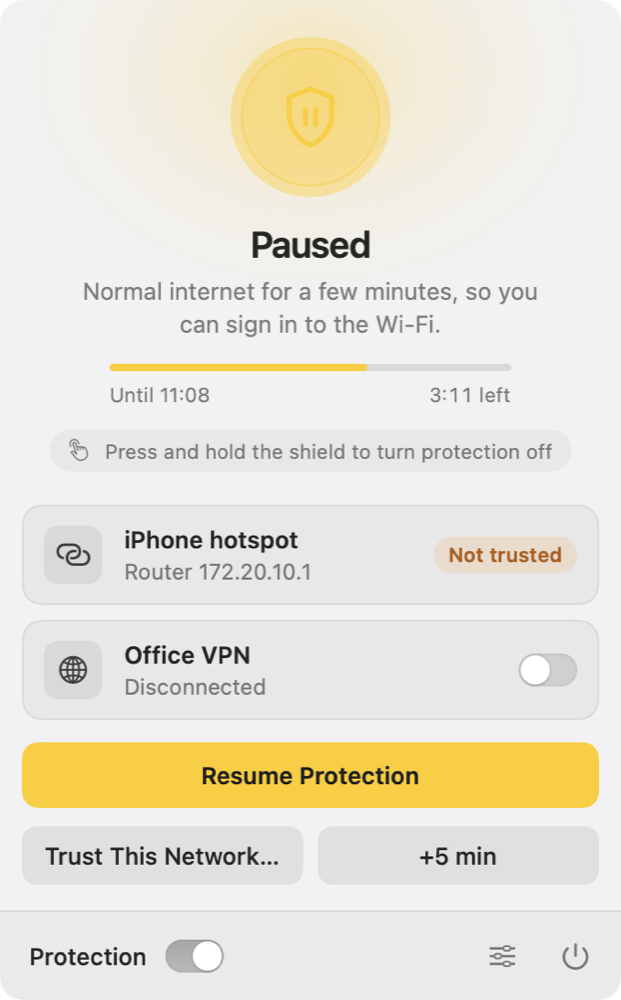 Paused
Normal internet for a few minutes, so you
can sign in to the Wi-Fi.
Until 11:08
3:11 left
Press and hold the shield to turn protection off
iPhone hotspot
Router 172.20.10.1
Not trusted
Office VPN
Disconnected
Resume Protection
Trust This Network...
+5 min
Protection